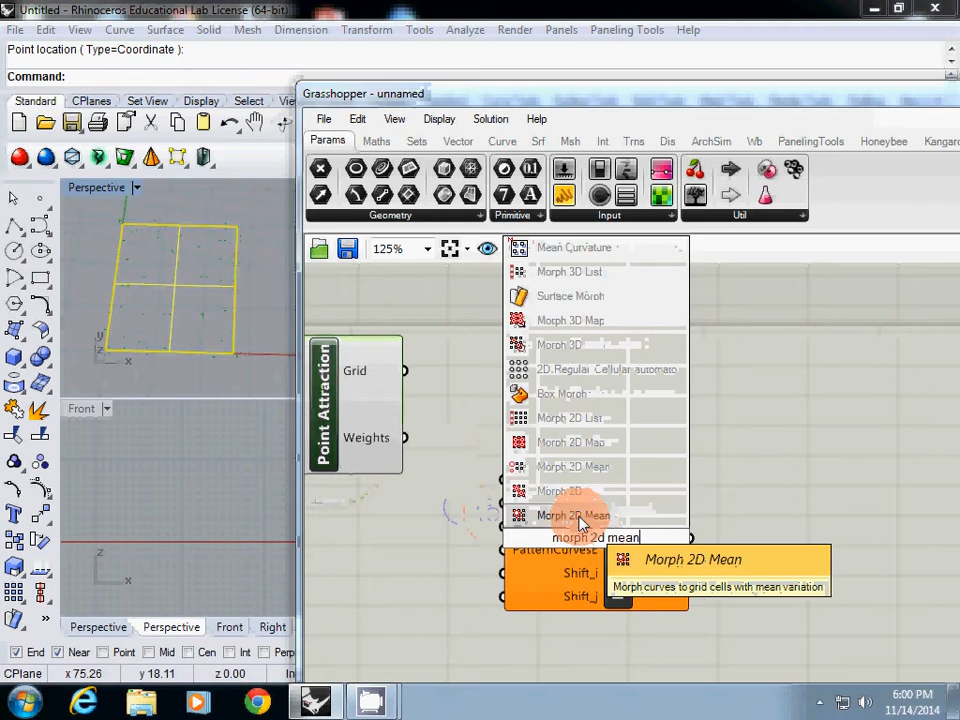 Untitled - Rhinoceros Educational Lab License (64-bit)
File Edit View Curve Surface Solid Mesh Dimension Transform Tools Analyze Render Panels Paneling Tools Help
Point location ( Type=Coordinate ):
Command:
Standard CPlanes Set View Display Select
Grasshopper - unnamed
File Edit View Display Solution Help
Params Maths Sets Vector Curve Srf Msh Int Trns Dis ArchSim Wb PanelingTools Honeybee Kangar
Geometry Primitive Input Util
125%
Perspective
y
x
z
Front
z
x
Point Attraction
Grid
Weights
Mean Curvature
Morph 3D List
Surface Morph
Morph 3D Map
Morph 3D
2D.Regular Cellular automato
Box Morph
Morph 2D List
Morph 2D Map
Morph 2D Mean
Morph 2D
Morph 2D Mean
morph 2d mean
PatternCurvesE
Shift_i
Shift_j
Morph 2D Mean
Morph curves to grid cells with mean variation
Perspective Perspective Front Right
End Near Point Mid Cen Int Perp
CPlane x 75.26 y 18.11 z 0.00
6:00 PM
11/14/2014